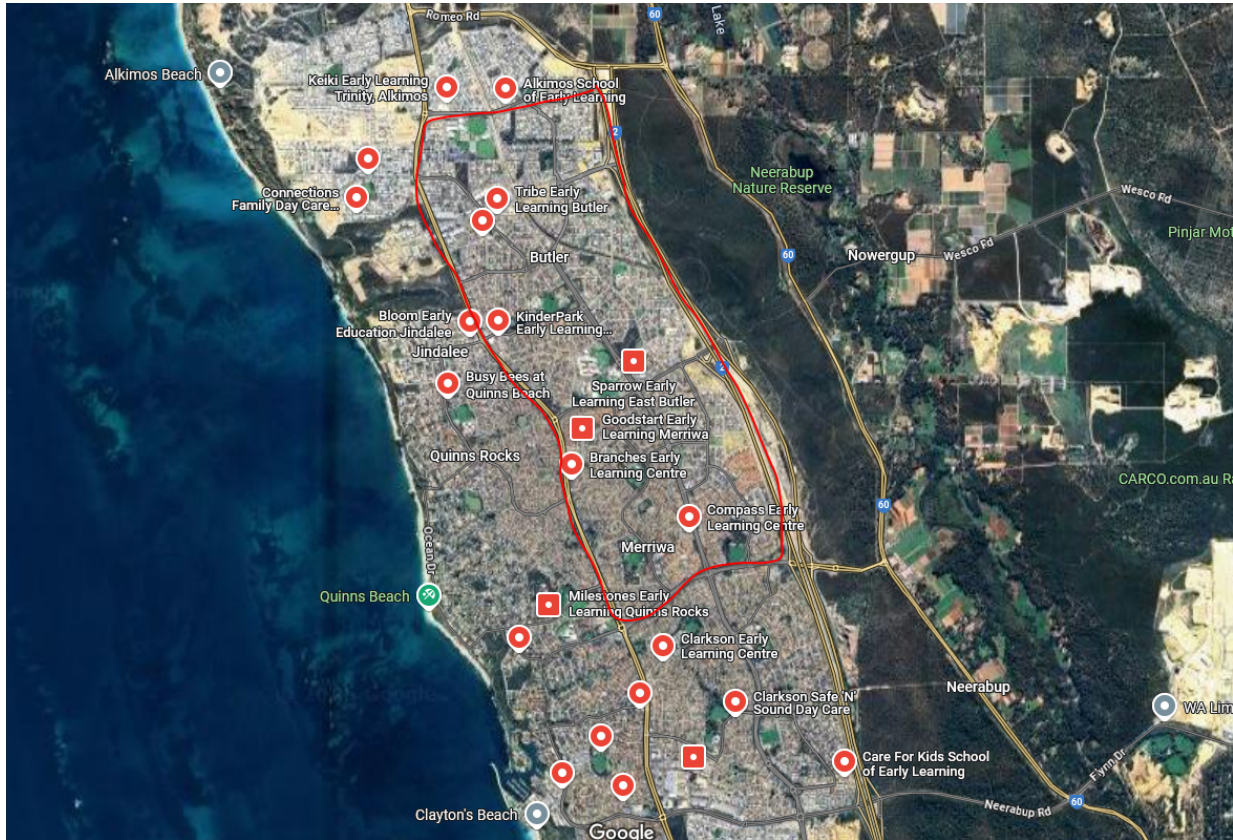 Romeo Rd
60
Lake
Alkimos Beach
Keiki Early Learning
Trinity, Alkimos
Alkimos School
of Early Learning
2
Neerabup
Nature Reserve
Connections
Family Day Care...
Tribe Early
Learning Butler
Wesco Rd
Pinjar Mot
Butler
60
Nowergup
Wesco Rd
Bloom Early
Education Jindalee
KinderPark
Early Learning...
Jindalee
2
Busy Bees at
Quinns Beach
Sparrow Early
Learning East Butler
Goodstart Early
Learning Merriwa
Quinns Rocks
Branches Early
Learning Centre
CARCO.com.au Ra
60
Compass Early
Learning Centre
Ocean Dr
Merriwa
Quinns Beach
Milestones Early
Learning Quinns Rocks
Clarkson Early
Learning Centre
Neerabup
Clarkson Safe 'N'
Sound Day Care
WA Lim
Care For Kids School
of Early Learning
Flynn Dr
60
Neerabup Rd
Clayton's Beach
Google